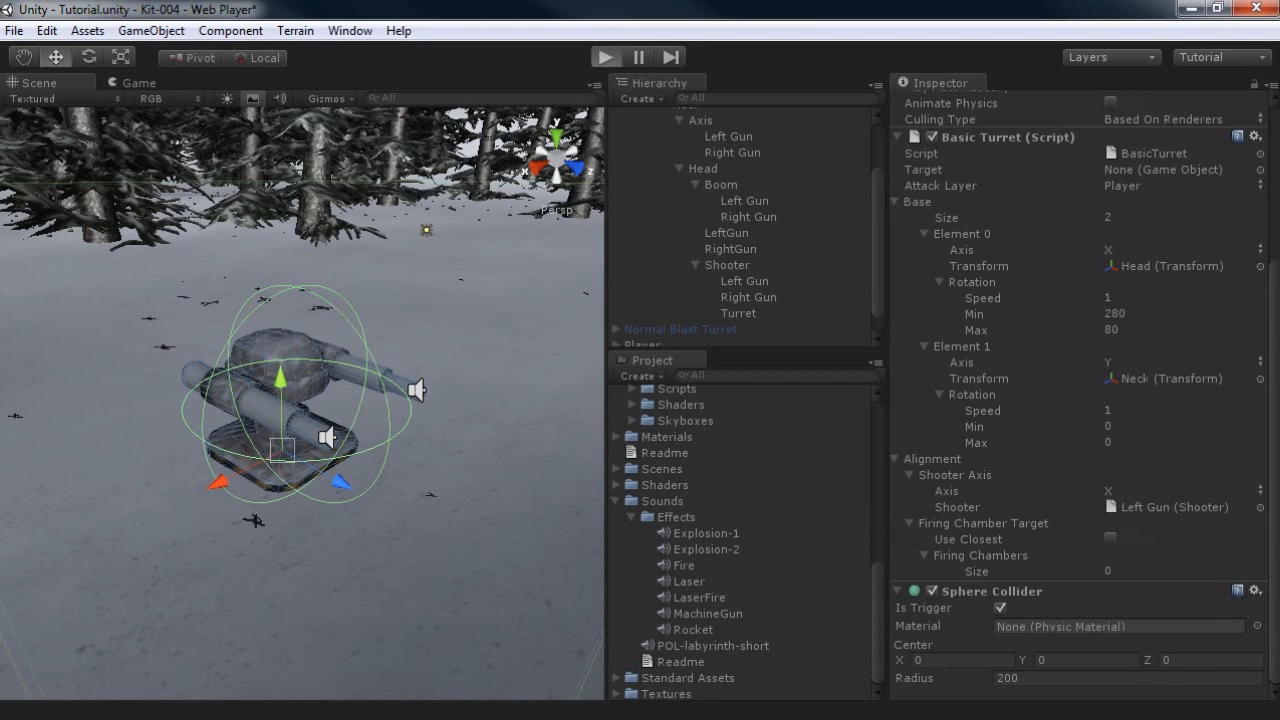 Unity - Tutorial.unity - Kit-004 - Web Player*
File Edit Assets GameObject Component Terrain Window Help
Pivot Local Layers Tutorial
Scene Game
Textured RGB Gizmos All
y
x z
Persp
Hierarchy
Create All
Axis
Left Gun
Right Gun
Head
Boom
Left Gun
Right Gun
LeftGun
RightGun
Shooter
Left Gun
Right Gun
Turret
Normal Blast Turret
Player
Project
Create All
Scripts
Shaders
Skyboxes
Materials
Readme
Scenes
Shaders
Sounds
Effects
Explosion-1
Explosion-2
Fire
Laser
LaserFire
MachineGun
Rocket
POL-labyrinth-short
Readme
Standard Assets
Textures
Inspector
Animate Physics
Culling Type Based On Renderers
Basic Turret (Script)
Script BasicTurret
Target None (Game Object)
Attack Layer Player
Base
Size 2
Element 0
Axis X
Transform Head (Transform)
Rotation
Speed 1
Min 280
Max 80
Element 1
Axis Y
Transform Neck (Transform)
Rotation
Speed 1
Min 0
Max 0
Alignment
Shooter Axis
Axis X
Shooter Left Gun (Shooter)
Firing Chamber Target
Use Closest
Firing Chambers
Size 0
Sphere Collider
Is Trigger
Material None (Physic Material)
Center
X 0 Y 0 Z 0
Radius 200